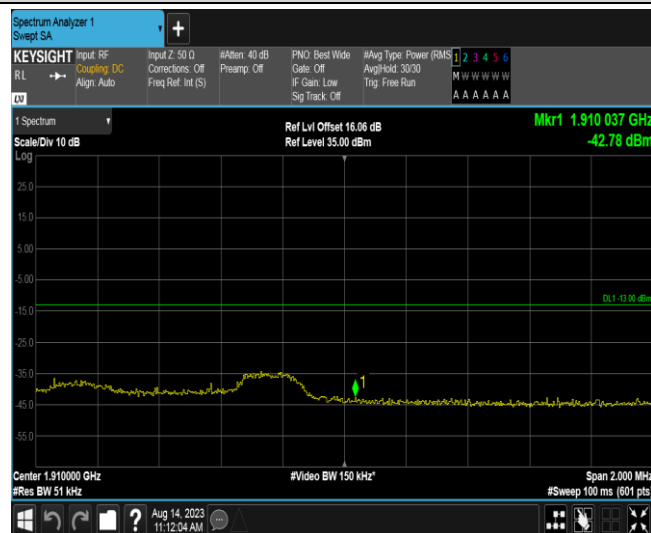 Spectrum Analyzer 1
Swept SA
+
KEYSIGHT
RL
LXI
Input: RF
Coupling: DC
Align: Auto
Input Z: 50 Ω
Corrections: Off
Freq Ref: Int (S)
#Atten: 40 dB
Preamp: Off
PNO: Best Wide
Gate: Off
IF Gain: Low
Sig Track: Off
#Avg Type: Power (RMS
Avg|Hold: 30/30
Trig: Free Run
1 2 3 4 5 6
M W W W W W
A A A A A A
1 Spectrum
Scale/Div 10 dB
Ref Lvl Offset 16.06 dB
Ref Level 35.00 dBm
Mkr1 1.910 037 GHz
-42.78 dBm
Log
25.0
15.0
5.00
-5.00
DL1 -13.00 dBm
-15.0
-25.0
-35.0
1
-45.0
-55.0
Center 1.910000 GHz
#Res BW 51 kHz
#Video BW 150 kHz*
Span 2.000 MHz
#Sweep 100 ms (601 pts)
?
Aug 14, 2023
11:12:04 AM